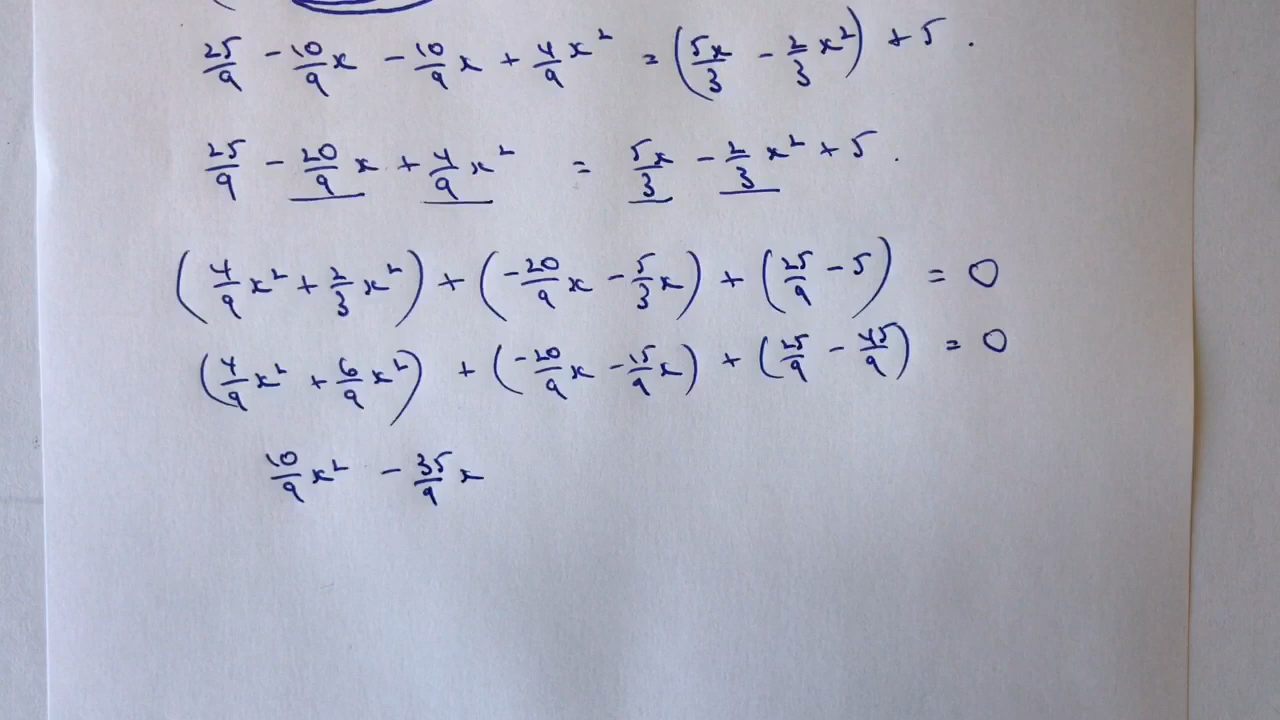 25/9 - 10/9 x - 10/9 x + 4/9 x² = (5x/3 - 2/3 x²) + 5 .
25/9 - 20/9 x + 4/9 x² = 5x/3 - 2/3 x² + 5 .
(4/9 x² + 2/3 x²) + (-20/9 x - 5/3 x) + (25/9 - 5) = 0
(4/9 x² + 6/9 x²) + (-20/9 x - 15/9 x) + (25/9 - 45/9) = 0
10/9 x² - 35/9 x